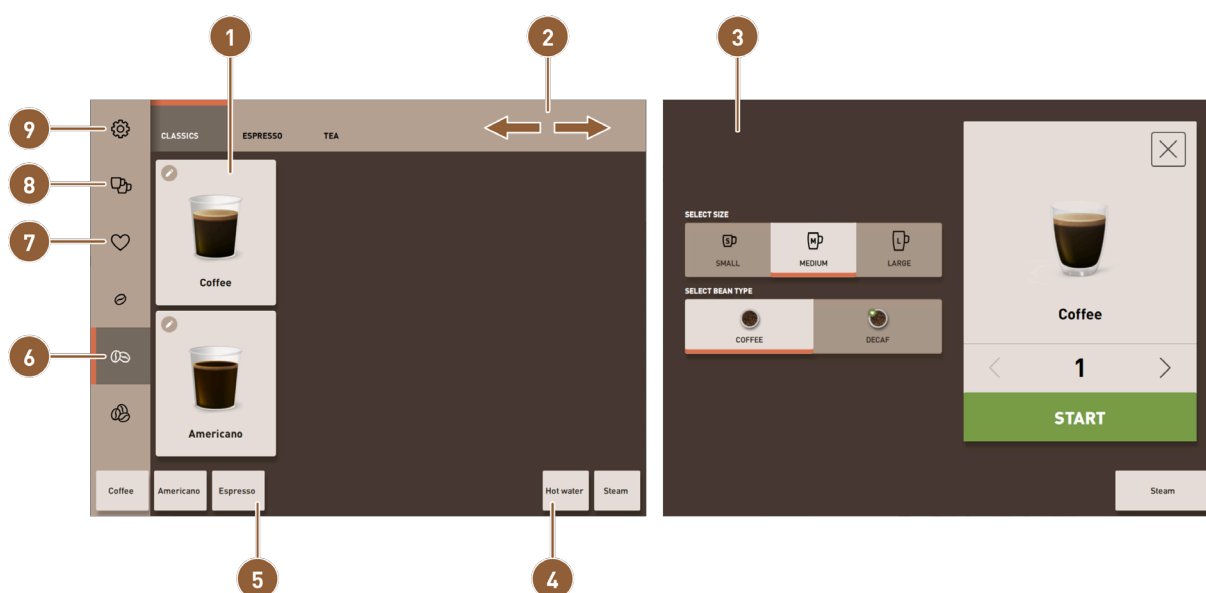 1
2
3
9
CLASSICS ESPRESSO TEA
8
7
Coffee
6
Americano
Coffee Americano Espresso Hot water Steam
5
4
SELECT SIZE
S M L
SMALL MEDIUM LARGE
SELECT BEAN TYPE
COFFEE DECAF
Coffee
1
START
Steam